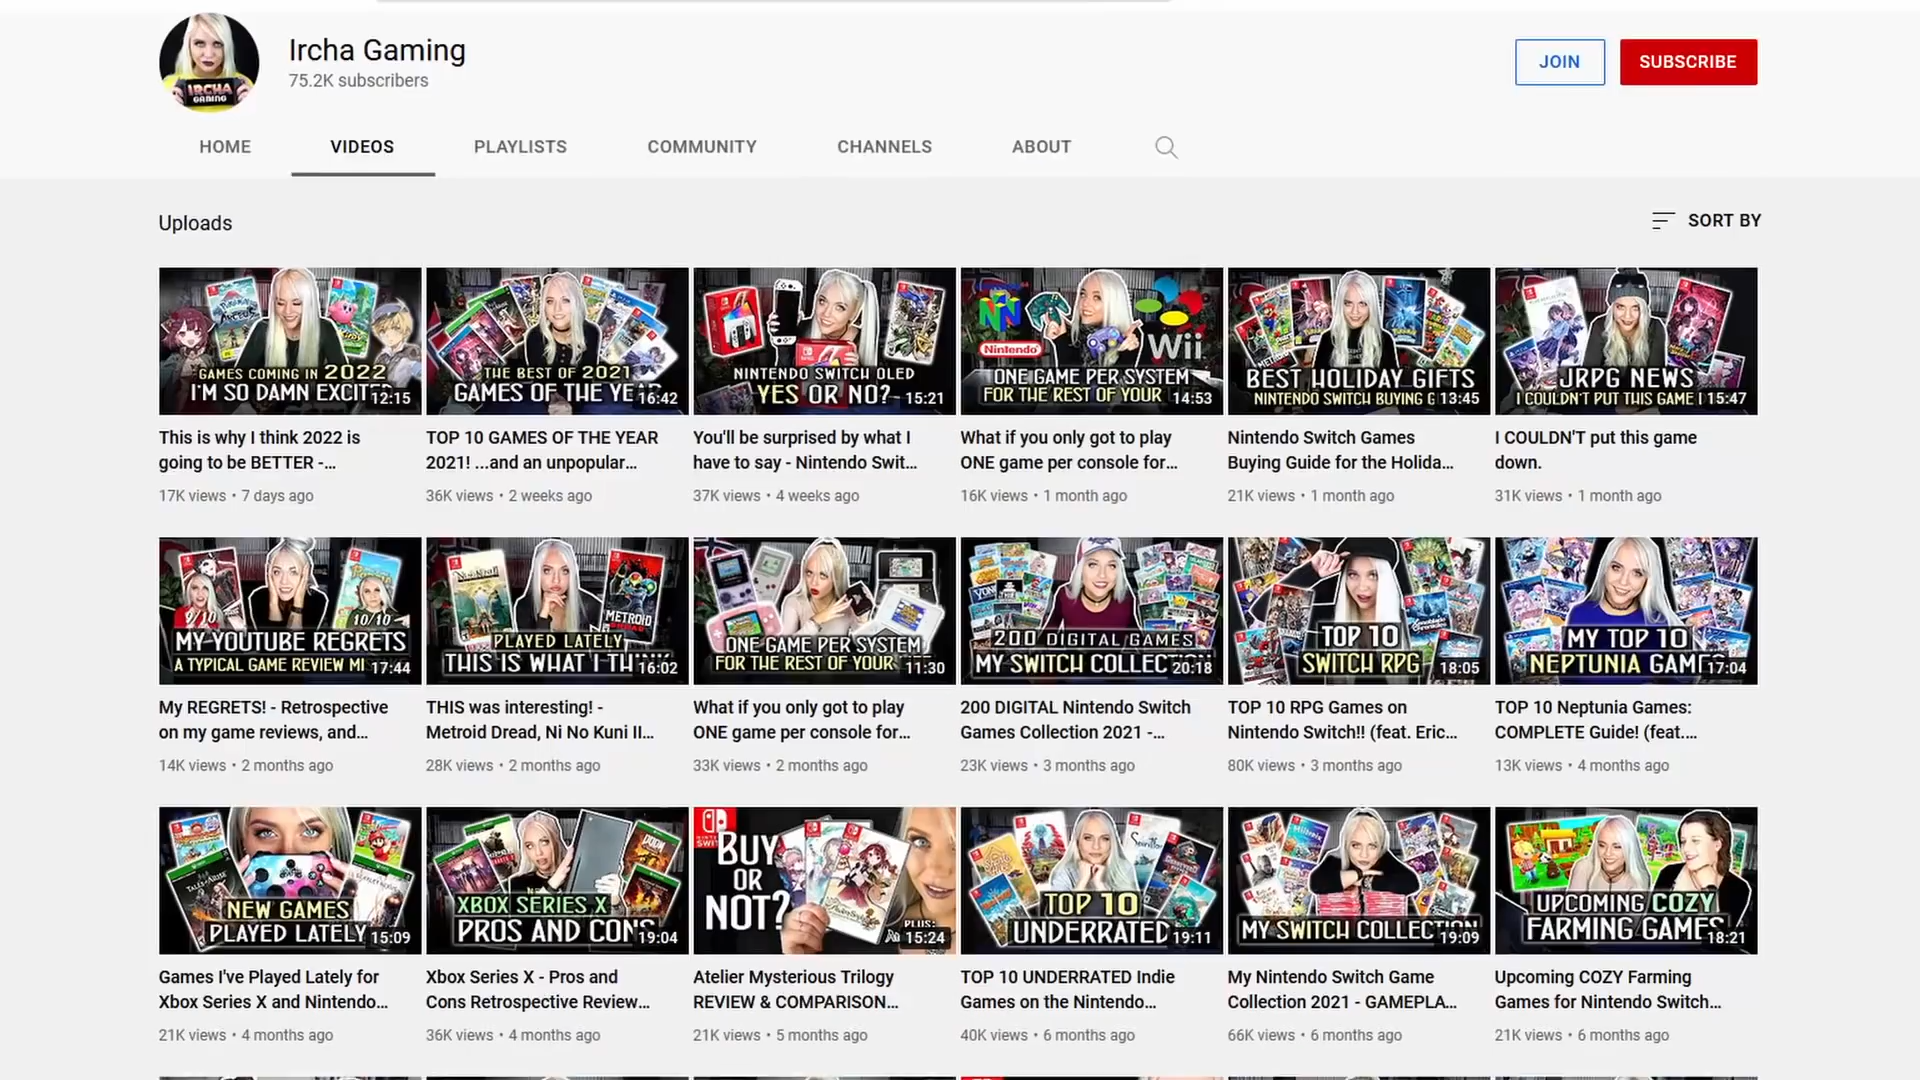 Ircha Gaming
75.2K subscribers
JOIN
SUBSCRIBE
IRCHA
GAMING
HOME
VIDEOS
PLAYLISTS
COMMUNITY
CHANNELS
ABOUT
Uploads
SORT BY
GAMES COMING IN 2022
I'M SO DAMN EXCIT
12:15
THE BEST OF 2021
GAMES OF THE YEA
16:42
NINTENDO SWITCH OLED
YES OR NO?
15:21
Nintendo
Wii
ONE GAME PER SYSTEM
FOR THE REST OF YOUR
14:53
BEST HOLIDAY GIFTS
NINTENDO SWITCH BUYING G
13:45
JRPG NEWS
I COULDN'T PUT THIS GAME
15:47
This is why I think 2022 is
going to be BETTER -...
17K views • 7 days ago
TOP 10 GAMES OF THE YEAR
2021! ...and an unpopular...
36K views • 2 weeks ago
You'll be surprised by what I
have to say - Nintendo Swit...
37K views • 4 weeks ago
What if you only got to play
ONE game per console for...
16K views • 1 month ago
Nintendo Switch Games
Buying Guide for the Holida...
21K views • 1 month ago
I COULDN'T put this game
down.
31K views • 1 month ago
9/10
10/10
MY YOUTUBE REGRETS
A TYPICAL GAME REVIEW MI
17:44
METROID
PLAYED LATELY
THIS IS WHAT I TH
16:02
ONE GAME PER SYSTEM
FOR THE REST OF YOUR
11:30
200 DIGITAL GAMES
MY SWITCH COLLEC
20:18
TOP 10
SWITCH RPG
18:05
MY TOP 10
NEPTUNIA GAME
17:04
My REGRETS! - Retrospective
on my game reviews, and...
14K views • 2 months ago
THIS was interesting! -
Metroid Dread, Ni No Kuni II...
28K views • 2 months ago
What if you only got to play
ONE game per console for...
33K views • 2 months ago
200 DIGITAL Nintendo Switch
Games Collection 2021 -...
23K views • 3 months ago
TOP 10 RPG Games on
Nintendo Switch!! (feat. Eric...
80K views • 3 months ago
TOP 10 Neptunia Games:
COMPLETE Guide! (feat....
13K views • 4 months ago
NEW GAMES
PLAYED LATELY
15:09
XBOX SERIES X
PROS AND CONS
19:04
BUY
OR
NOT?
PLUS:
15:24
TOP 10
UNDERRATED
19:11
MY SWITCH COLLECTION
19:09
UPCOMING COZY
FARMING GAMES
18:21
Games I've Played Lately for
Xbox Series X and Nintendo...
21K views • 4 months ago
Xbox Series X - Pros and
Cons Retrospective Review...
36K views • 4 months ago
Atelier Mysterious Trilogy
REVIEW & COMPARISON...
21K views • 5 months ago
TOP 10 UNDERRATED Indie
Games on the Nintendo...
40K views • 6 months ago
My Nintendo Switch Game
Collection 2021 - GAMEPLA...
66K views • 6 months ago
Upcoming COZY Farming
Games for Nintendo Switch...
21K views • 6 months ago